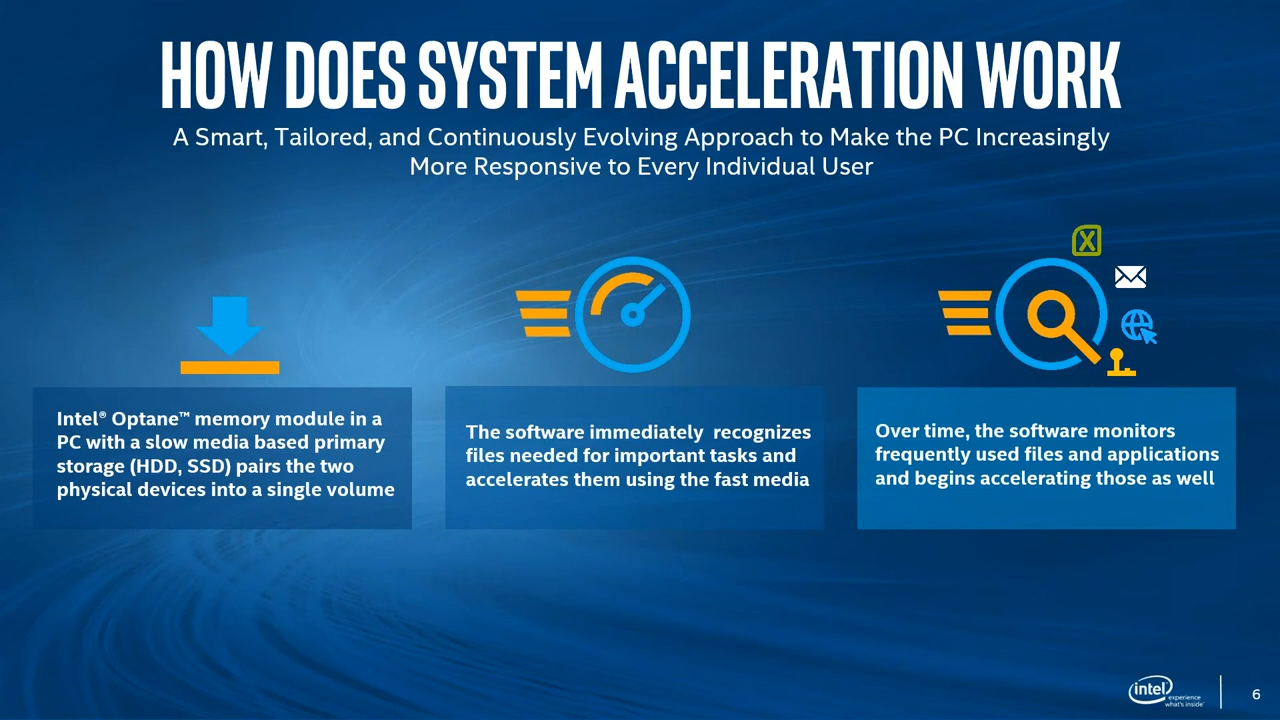 HOW DOES SYSTEM ACCELERATION WORK
A Smart, Tailored, and Continuously Evolving Approach to Make the PC Increasingly
More Responsive to Every Individual User
X
Intel® Optane™ memory module in a
PC with a slow media based primary
storage (HDD, SSD) pairs the two
physical devices into a single volume
The software immediately recognizes
files needed for important tasks and
accelerates them using the fast media
Over time, the software monitors
frequently used files and applications
and begins accelerating those as well
intel® experience
what's inside™
6